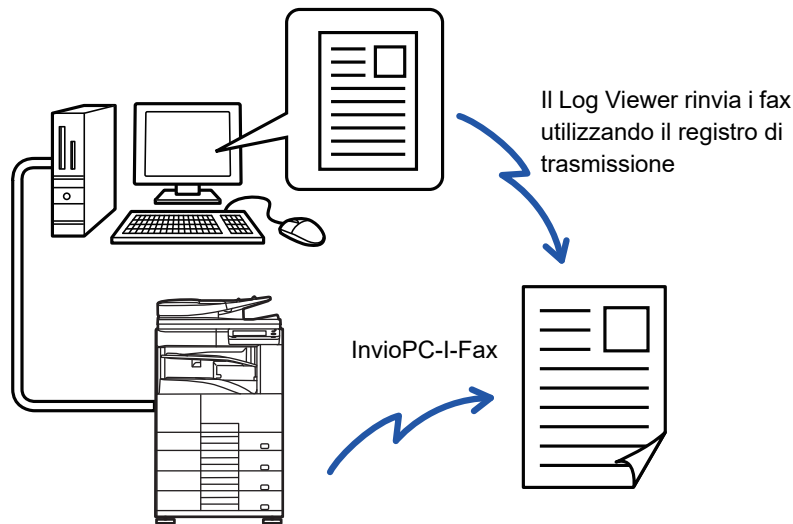 Il Log Viewer rinvia i fax
utilizzando il registro di
trasmissione
InvioPC-I-Fax